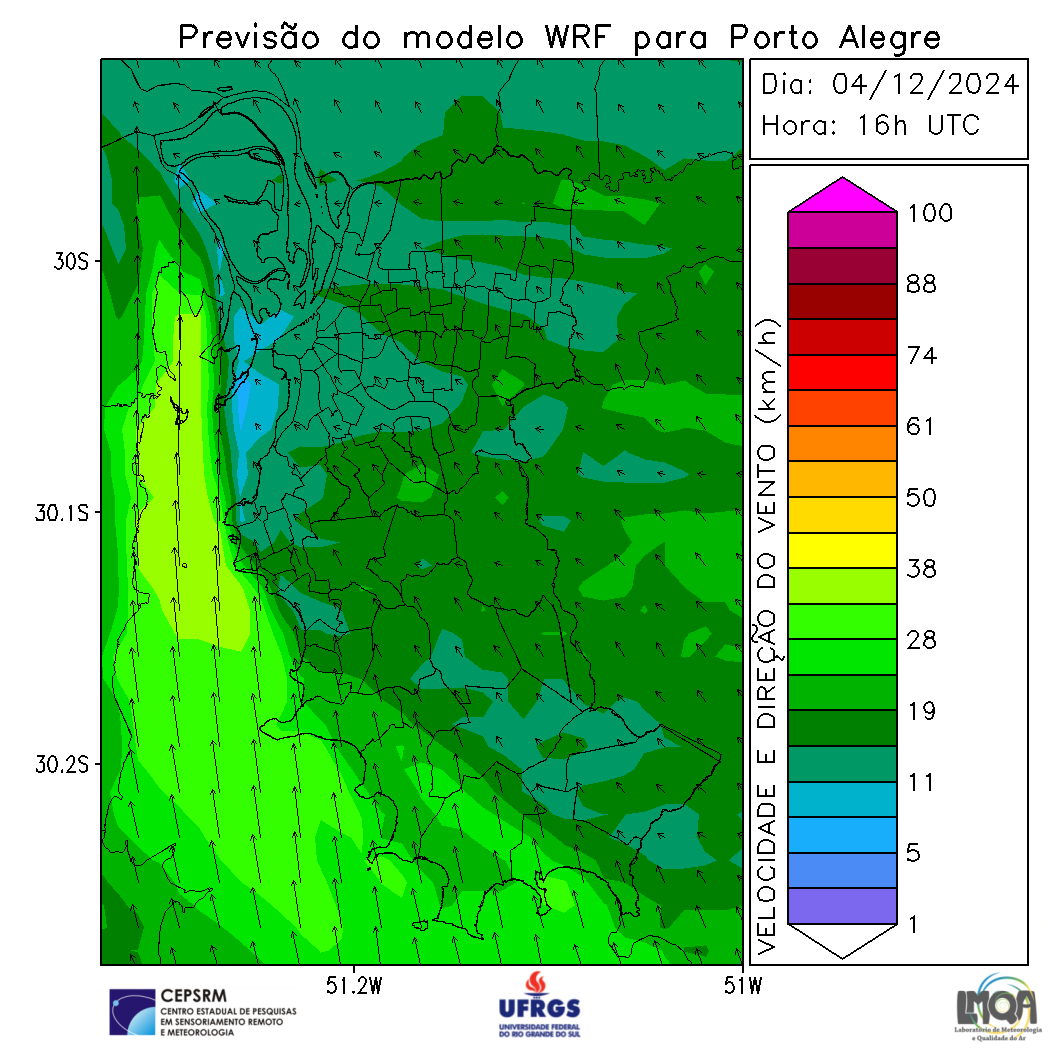 Previsão do modelo WRF para Porto Alegre
Dia: 04/12/2024
Hora: 16h UTC
30S
30.1S
30.2S
51.2W
51W
VELOCIDADE E DIREÇÃO DO VENTO (km/h)
100
88
74
61
50
38
28
19
11
5
1
CEPSRM
CENTRO ESTADUAL DE PESQUISAS
EM SENSORIAMENTO REMOTO
E METEOROLOGIA
UFRGS
UNIVERSIDADE FEDERAL
DO RIO GRANDE DO SUL
LMQA
Laboratório de Meteorologia
e Qualidade do Ar